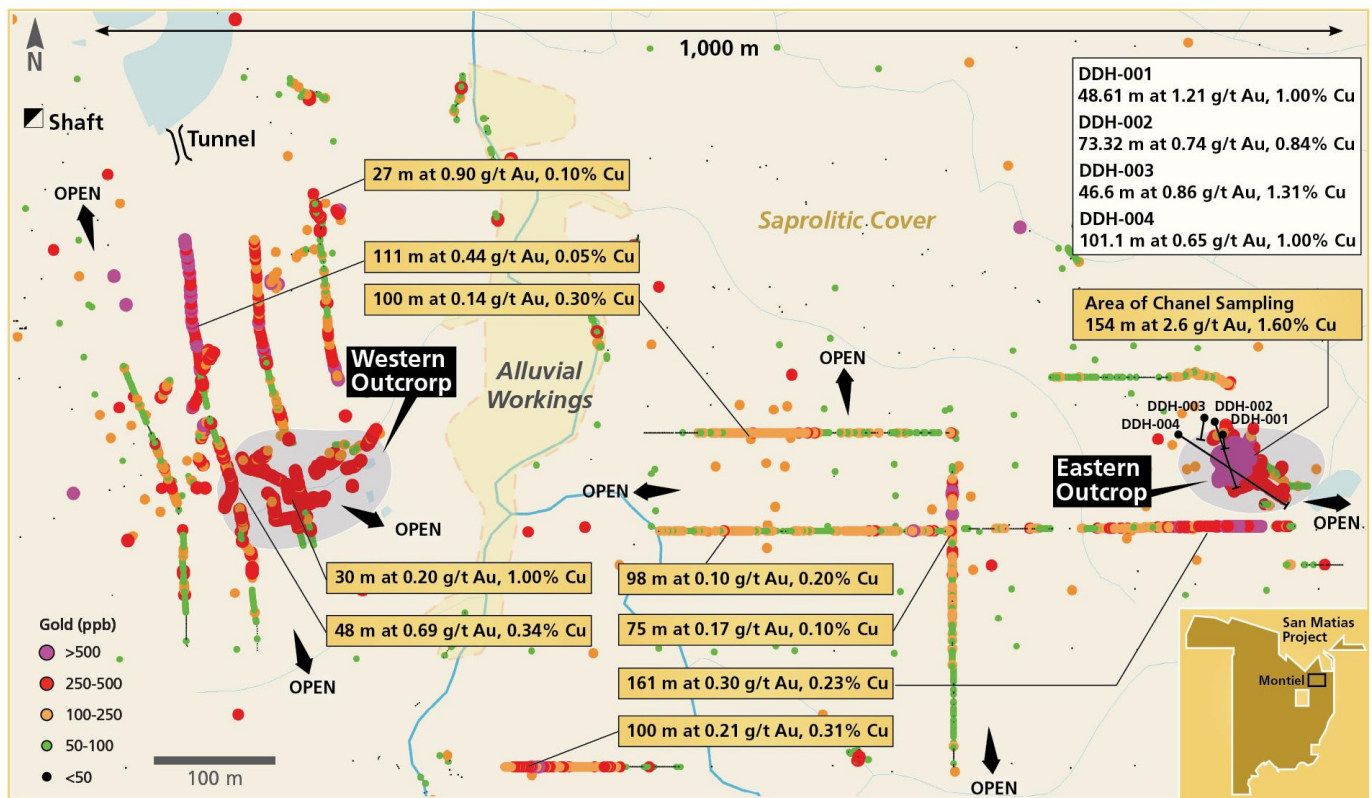 1,000 m
N
Shaft
Tunnel
OPEN
DDH-001
48.61 m at 1.21 g/t Au, 1.00% Cu
DDH-002
73.32 m at 0.74 g/t Au, 0.84% Cu
DDH-003
46.6 m at 0.86 g/t Au, 1.31% Cu
DDH-004
101.1 m at 0.65 g/t Au, 1.00% Cu
27 m at 0.90 g/t Au, 0.10% Cu
Saprolitic Cover
111 m at 0.44 g/t Au, 0.05% Cu
100 m at 0.14 g/t Au, 0.30% Cu
Area of Chanel Sampling
154 m at 2.6 g/t Au, 1.60% Cu
Western
Outcrorp
Alluvial
Workings
OPEN
DDH-003
DDH-002
DDH-004
DDH-001
Eastern
Outcrop
OPEN
OPEN
OPEN
30 m at 0.20 g/t Au, 1.00% Cu
98 m at 0.10 g/t Au, 0.20% Cu
48 m at 0.69 g/t Au, 0.34% Cu
75 m at 0.17 g/t Au, 0.10% Cu
161 m at 0.30 g/t Au, 0.23% Cu
100 m at 0.21 g/t Au, 0.31% Cu
OPEN
OPEN
Gold (ppb)
>500
250-500
100-250
50-100
<50
100 m
San Matias
Project
Montiel